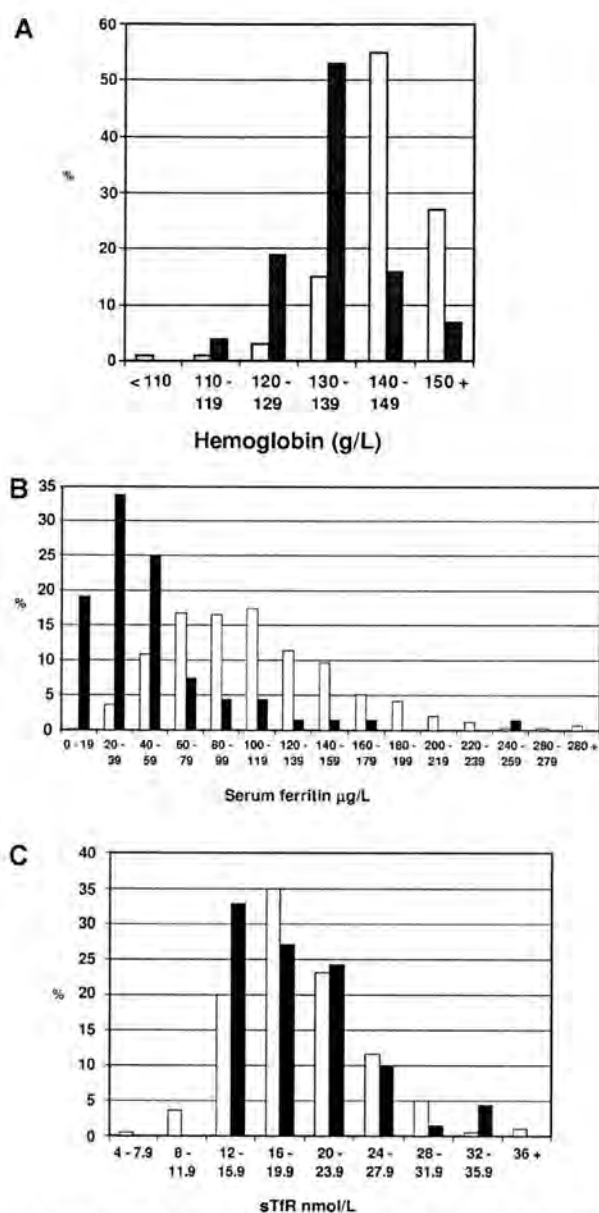 A
60
50
40
%
30
20
10
0
< 110 110 - 120 - 130 - 140 - 150 +
119 129 139 149
Hemoglobin (g/L)
B
35
30
25
20
%
15
10
5
0
0 - 19 20 - 40 - 60 - 80 - 100 - 120 - 140 - 160 - 180 - 200 - 220 - 240 - 260 - 280 +
39 59 79 99 119 139 159 179 199 219 239 259 279
Serum ferritin µg/L
C
40
35
30
25
%
20
15
10
5
0
4 - 7.9 8 - 12 - 16 - 20 - 24 - 28 - 32 - 36 +
11.9 15.9 19.9 23.9 27.9 31.9 35.9
sTfR nmol/L